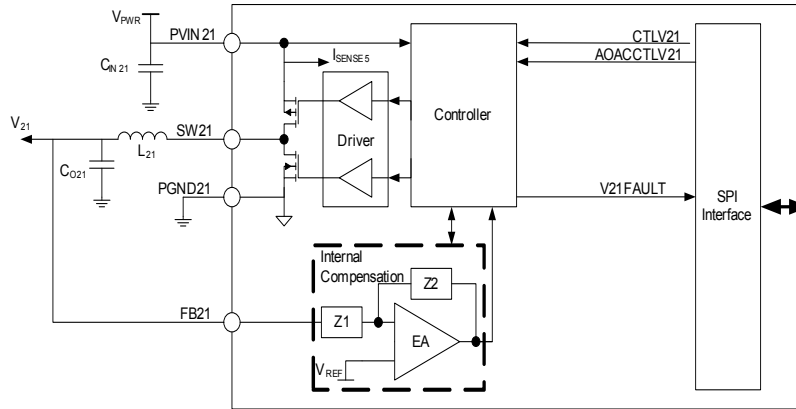 VPWR
PVIN21
CTLV21
CIN21
ISENSE5
AOACCTLV21
Controller
V21
SW21
Driver
L21
CO21
PGND21
V21FAULT
SPI
Interface
Internal
Compensation
Z2
FB21
Z1
EA
VREF